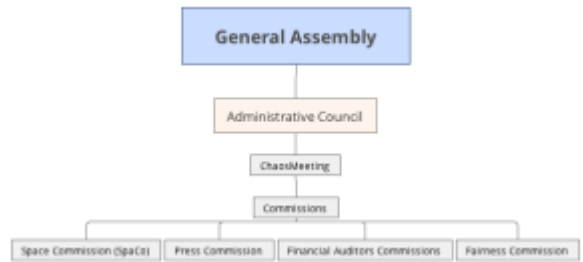 General Assembly
Administrative Council
ChaosMeeting
Commissions
Space Commission (SpaCo)
Press Commission
Financial Auditors Commissions
Fairness Commission